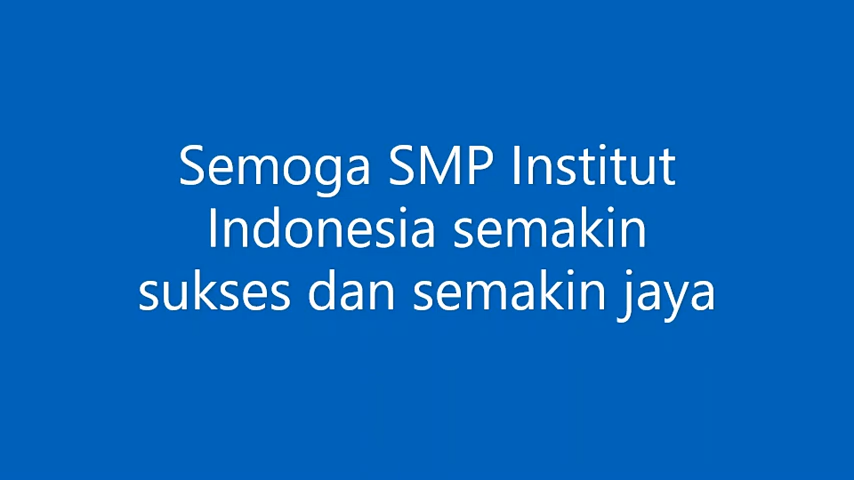 Semoga SMP Institut
Indonesia semakin
sukses dan semakin jaya